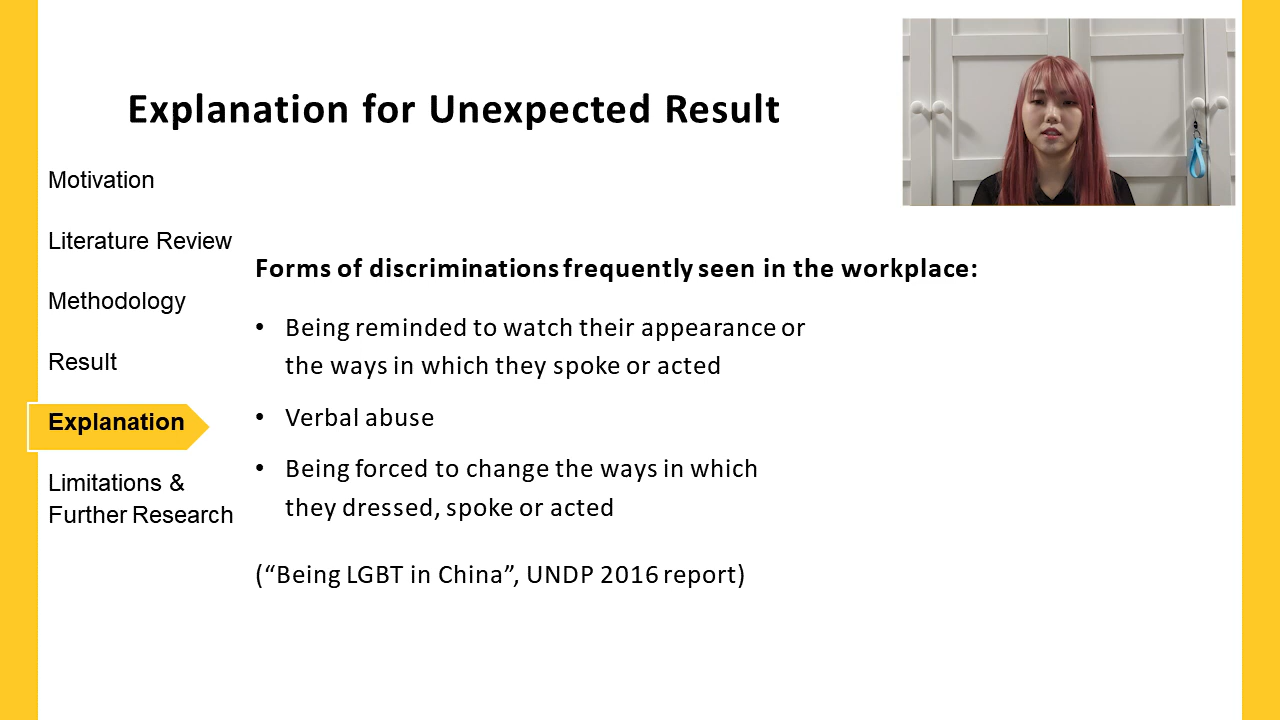 Explanation for Unexpected Result
Motivation
Literature Review
Methodology
Result
Explanation
Limitations &
Further Research
Forms of discriminations frequently seen in the workplace:
• Being reminded to watch their appearance or
the ways in which they spoke or acted
• Verbal abuse
• Being forced to change the ways in which
they dressed, spoke or acted
(“Being LGBT in China”, UNDP 2016 report)